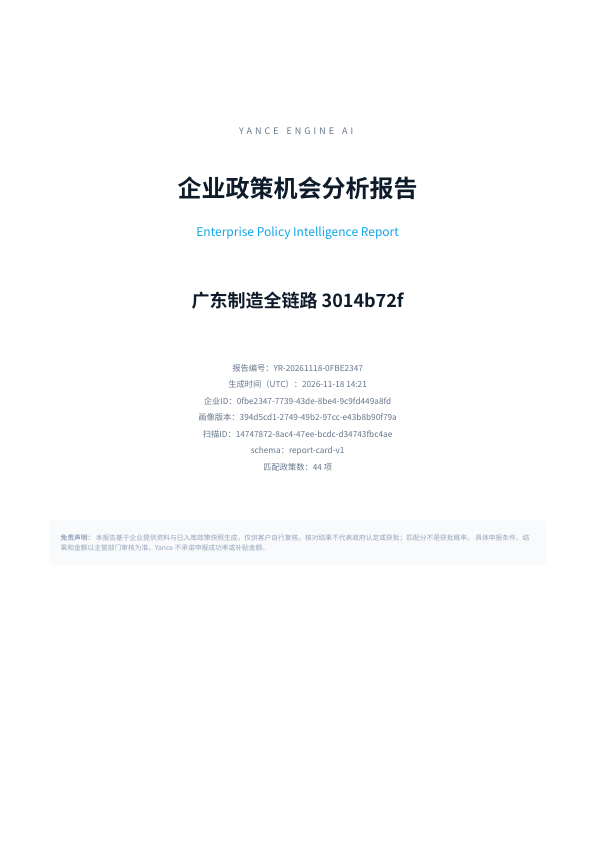 YANCE ENGINE AI
企业政策机会分析报告
Enterprise Policy Intelligence Report
广东制造全链路 3014b72f
报告编号：YR-20261118-0FBE2347
生成时间（UTC）：2026-11-18 14:21
企业ID：0fbe2347-7739-43de-8be4-9c9fd449a8fd
画像版本：394d5cd1-2749-49b2-97cc-e43b8b90f79a
扫描ID：14747872-8ac4-47ee-bcdc-d34743fbc4ae
schema：report-card-v1
匹配政策数：44 项
免责声明： 本报告基于企业提供资料与已入库政策快照生成，仅供客户自行复核。核对结果不代表政府认定或获批；匹配分不是获批概率。 具体申报条件、结
果和金额以主管部门审核为准。Yance 不承诺申报成功率或补贴金额。